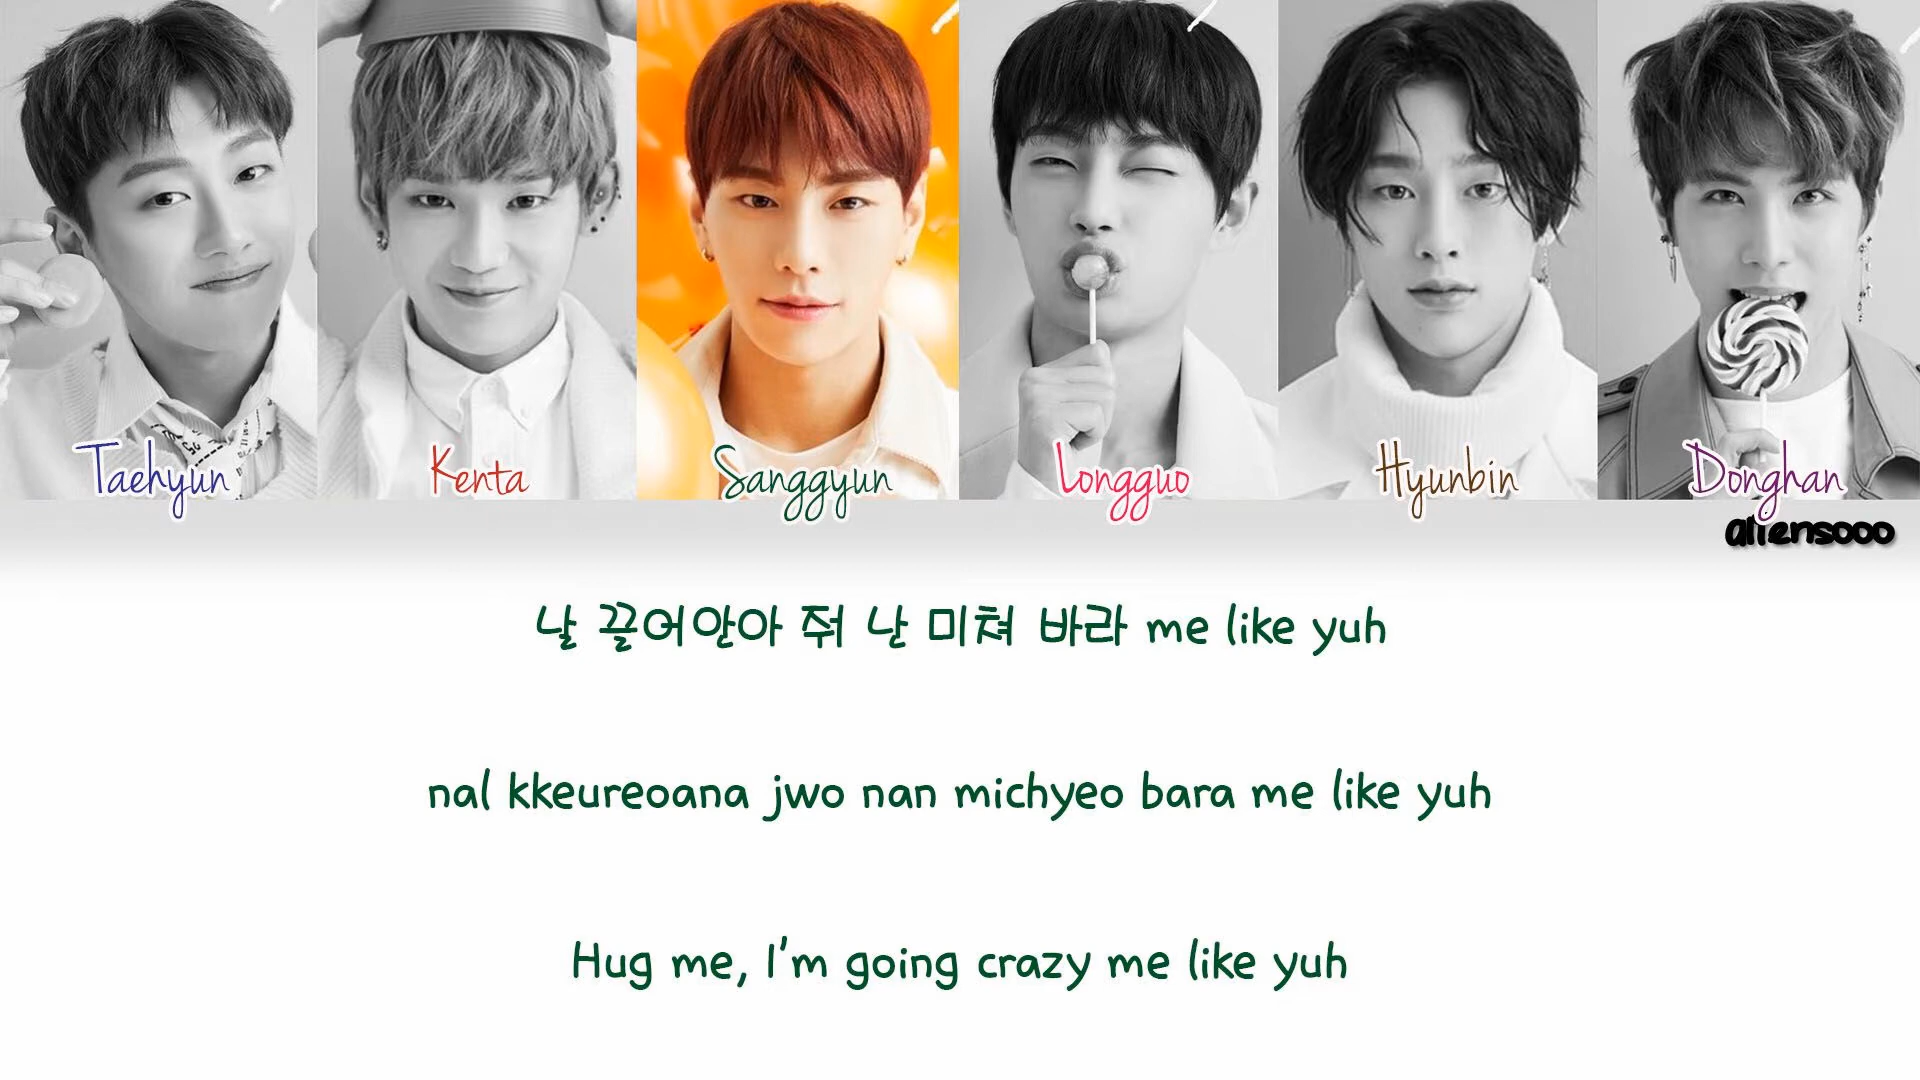 Taehyun Kenta Sanggyun Longguo Hyunbin Donghan
aliensooo
날 끌어안아 줘 난 미쳐 바라 me like yuh
nal kkeureoana jwo nan michyeo bara me like yuh
Hug me, I'm going crazy me like yuh